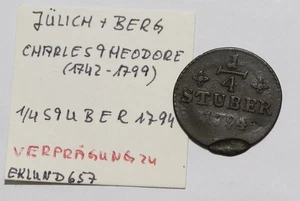 JÜLICH + BERG
CHARLES THEODORE
(1742-1799)
1/4 STUBER 1794
VERPRÄGUNG ZU
EKLUND 657
1
4
STUBER
1794